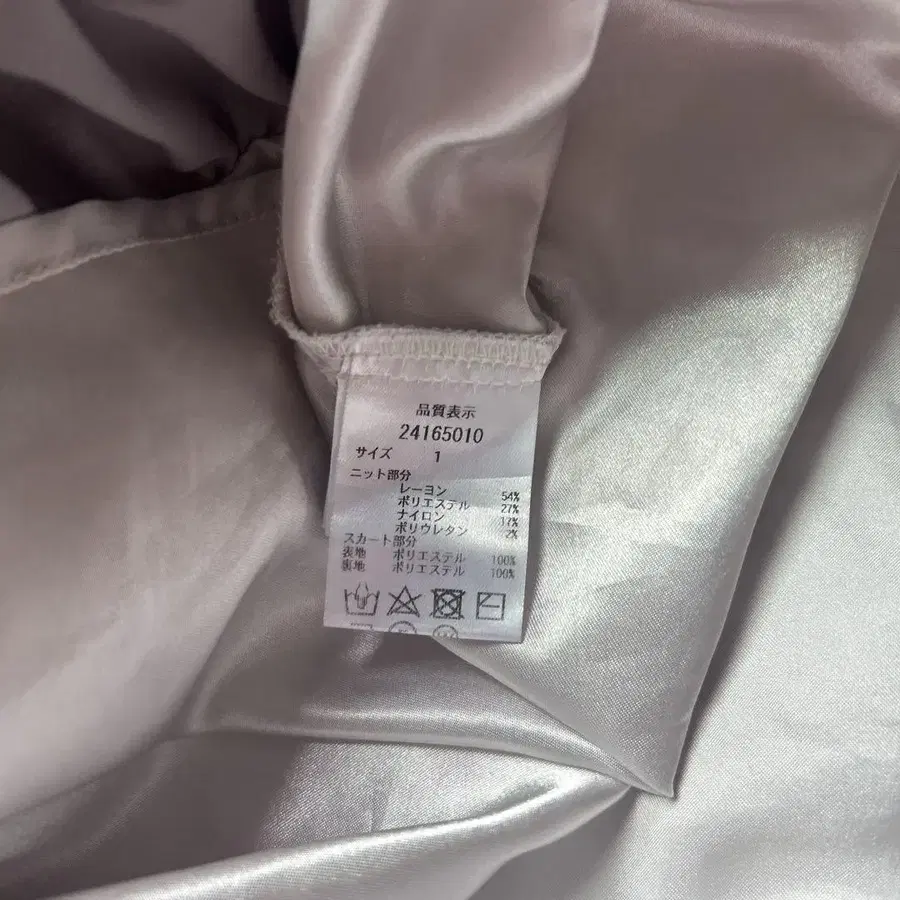 品質表示
24165010
サイズ 1
ニット部分
レーヨン 54%
ポリエステル 27%
ナイロン 17%
ポリウレタン 2%
スカート部分
表地 ポリエステル 100%
裏地 ポリエステル 100%